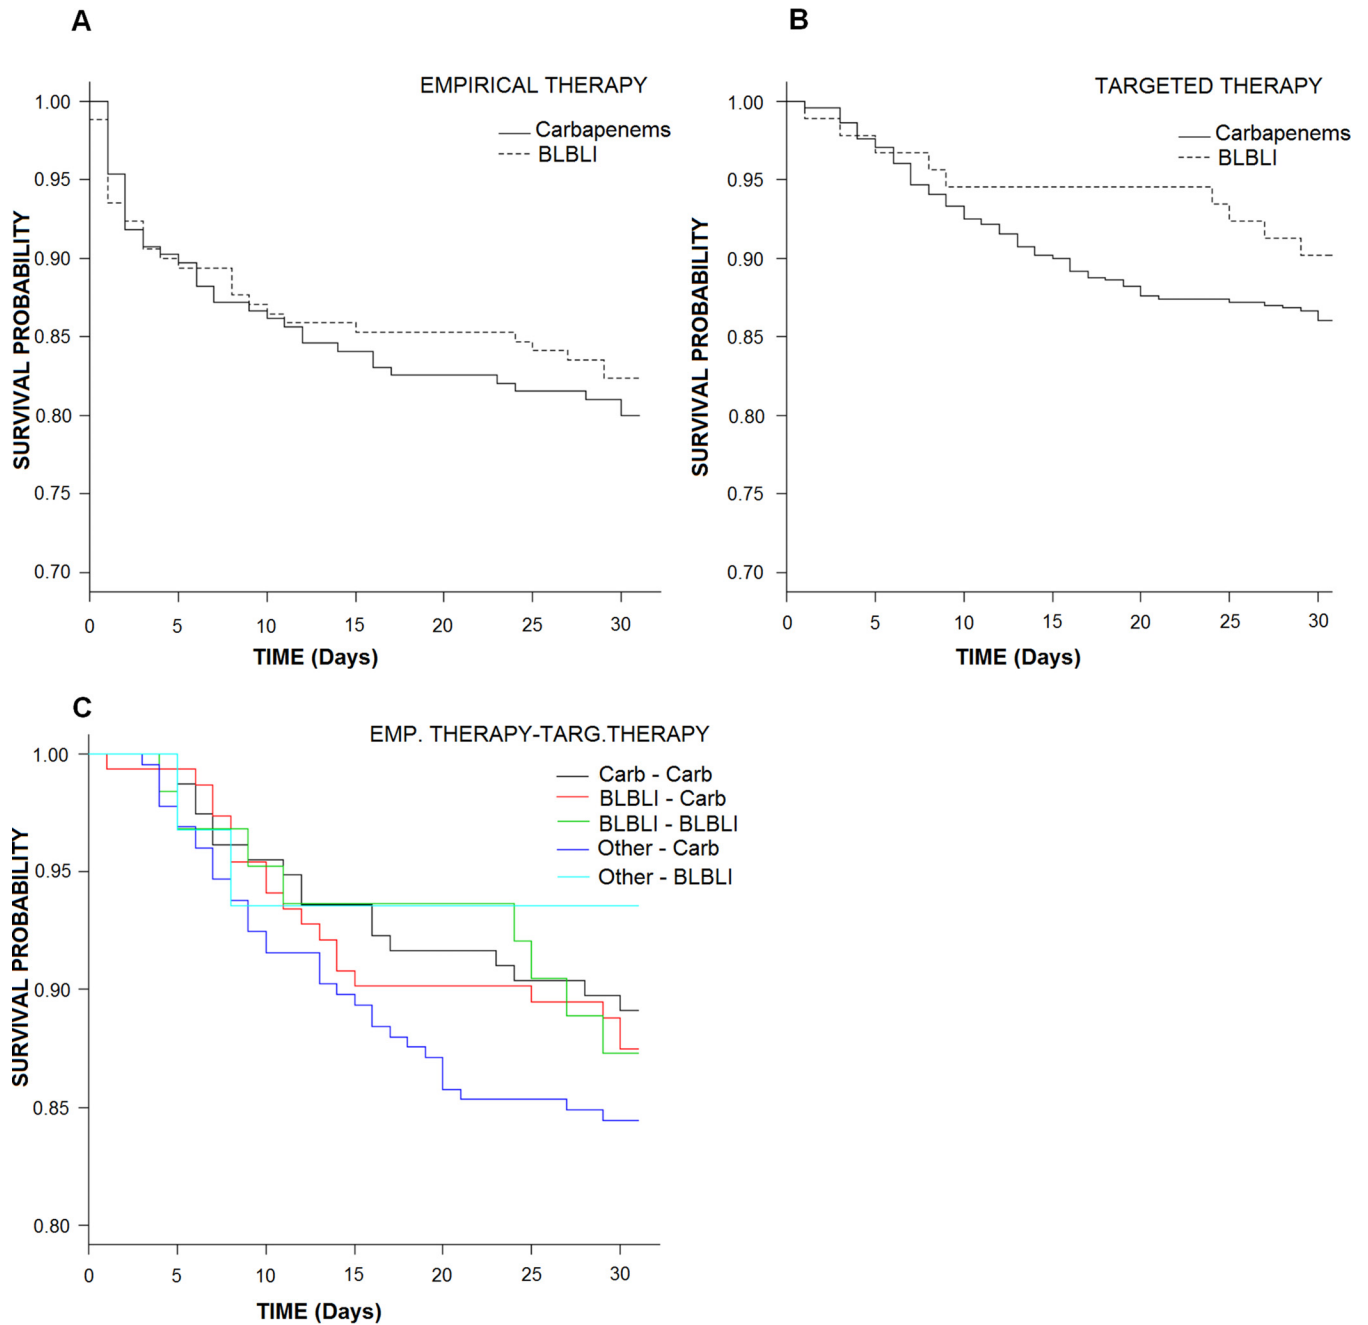 A
EMPIRICAL THERAPY
Carbapenems
BLBLI
SURVIVAL PROBABILITY
1.00
0.95
0.90
0.85
0.80
0.75
0.70
0 5 10 15 20 25 30
TIME (Days)
B
TARGETED THERAPY
Carbapenems
BLBLI
SURVIVAL PROBABILITY
1.00
0.95
0.90
0.85
0.80
0.75
0.70
0 5 10 15 20 25 30
TIME (Days)
C
EMP. THERAPY-TARG.THERAPY
Carb - Carb
BLBLI - Carb
BLBLI - BLBLI
Other - Carb
Other - BLBLI
SURVIVAL PROBABILITY
1.00
0.95
0.90
0.85
0.80
0 5 10 15 20 25 30
TIME (Days)